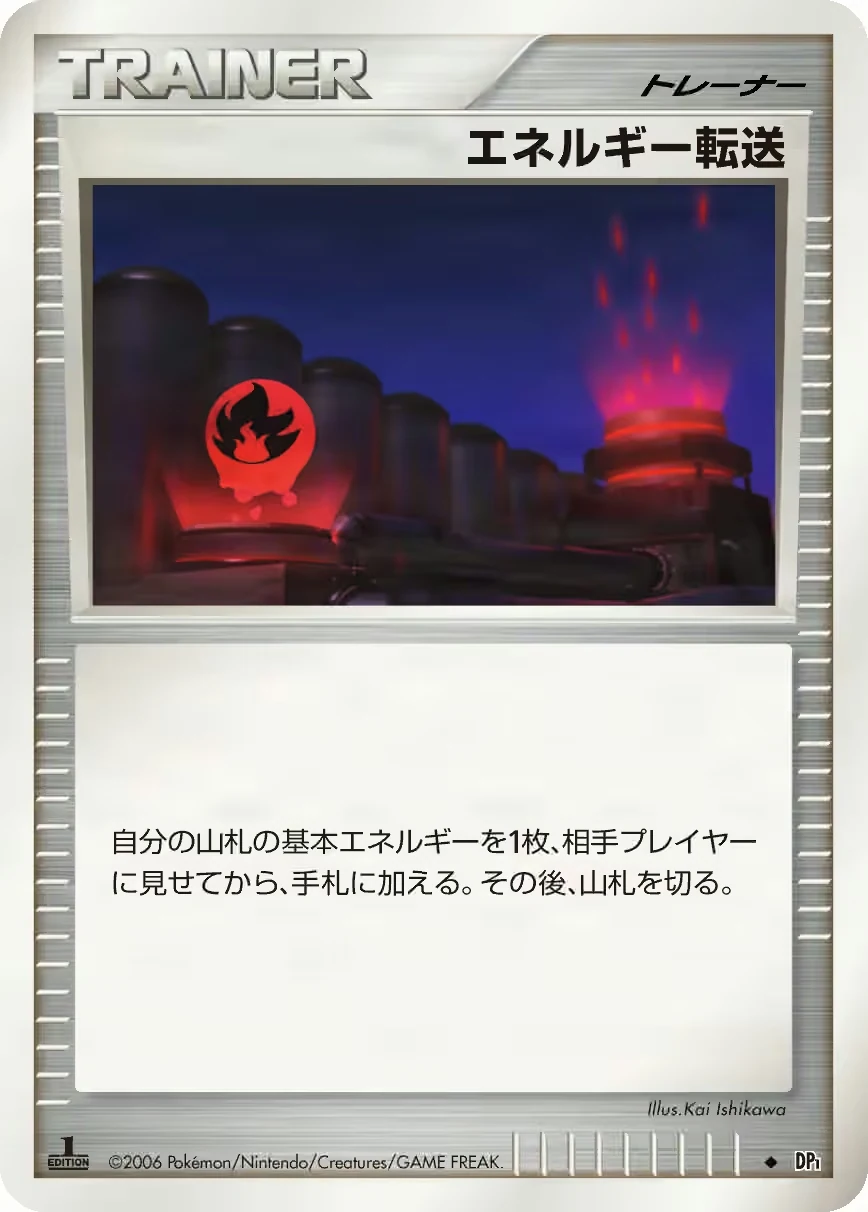 TRAINER
トレーナー
エネルギー転送
自分の山札の基本エネルギーを1枚、相手プレイヤー
に見せてから、手札に加える。その後、山札を切る。
Illus.Kai Ishikawa
1
EDITION
©2006 Pokémon/Nintendo/Creatures/GAME FREAK.
◆ DP1